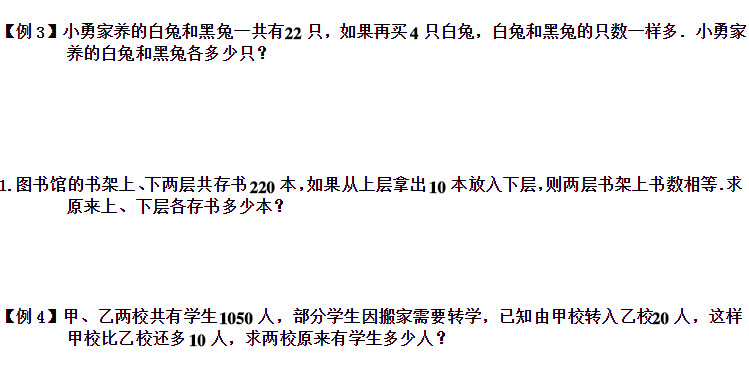 【例 3】小勇家养的白兔和黑兔一共有22 只，如果再买 4 只白兔，白兔和黑兔的只数一样多．小勇家
养的白兔和黑兔各多少只？
1. 图书馆的书架上、下两层共存书 220 本，如果从上层拿出 10 本放入下层，则两层书架上书数相等．求
原来上、下层各存书多少本？
【例 4】甲、乙两校共有学生1050 人，部分学生因搬家需要转学，已知由甲校转入乙校20 人，这样
甲校比乙校还多 10 人，求两校原来有学生多少人？